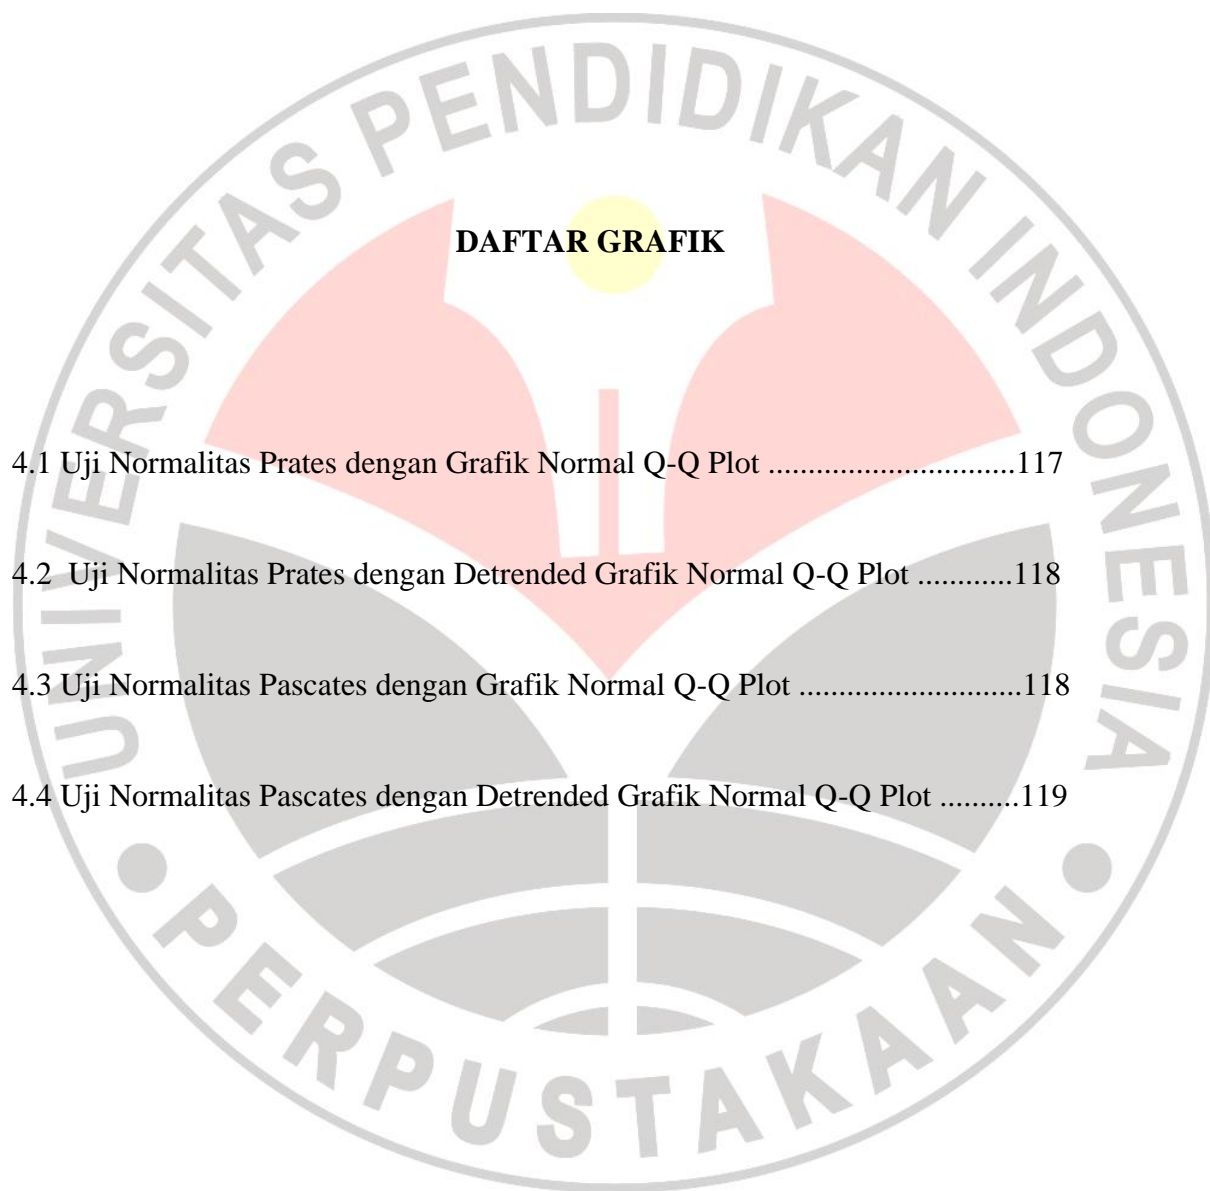 UNIVERSITAS PENDIDIKAN INDONESIA
DAFTAR GRAFIK
4.1 Uji Normalitas Prates dengan Grafik Normal Q-Q Plot ...............................117
4.2  Uji Normalitas Prates dengan Detrended Grafik Normal Q-Q Plot ............118
4.3 Uji Normalitas Pascates dengan Grafik Normal Q-Q Plot ............................118
4.4 Uji Normalitas Pascates dengan Detrended Grafik Normal Q-Q Plot ..........119
PERPUSTAKAAN